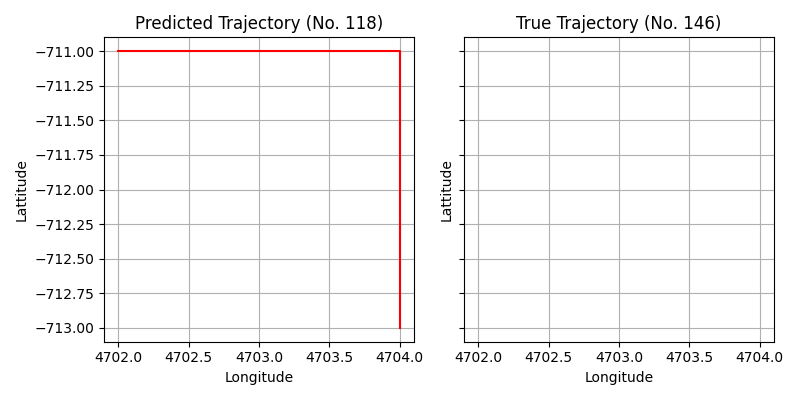 Predicted Trajectory (No. 118)
True Trajectory (No. 146)
−711.00
−711.25
−711.50
−711.75
−712.00
−712.25
−712.50
−712.75
−713.00
Lattitude
Lattitude
4702.0 4702.5 4703.0 4703.5 4704.0
4702.0 4702.5 4703.0 4703.5 4704.0
Longitude
Longitude